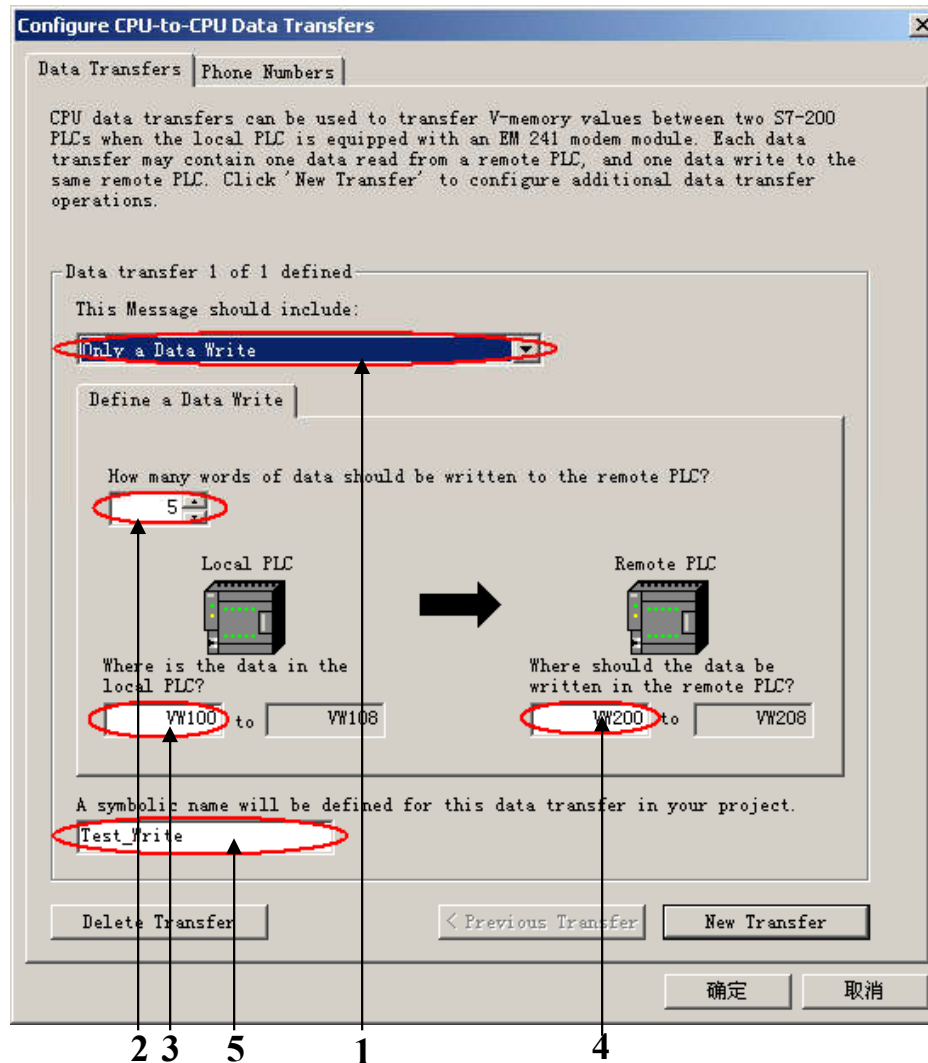 Configure CPU-to-CPU Data Transfers
Data Transfers Phone Numbers
CPU data transfers can be used to transfer V-memory values between two S7-200
PLCs when the local PLC is equipped with an EM 241 modem module. Each data
transfer may contain one data read from a remote PLC, and one data write to the
same remote PLC. Click 'New Transfer' to configure additional data transfer
operations.
Data transfer 1 of 1 defined
This Message should include:
Only a Data Write
Define a Data Write
How many words of data should be written to the remote PLC?
5
Local PLC Remote PLC
Where is the data in the Where should the data be
local PLC? written in the remote PLC?
VW100 to VW108 VW200 to VW208
A symbolic name will be defined for this data transfer in your project.
Test_Write
Delete Transfer < Previous Transfer New Transfer
确定 取消
2 3 5 1 4